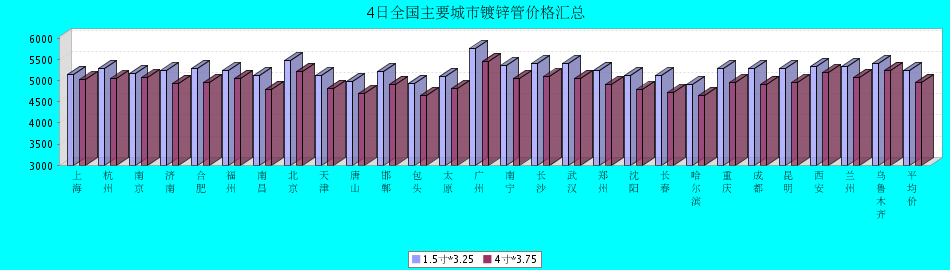 4日全国主要城市镀锌管价格汇总
6000
5500
5000
4500
4000
3500
3000
上海
杭州
南京
济南
合肥
福州
南昌
北京
天津
唐山
邯郸
包头
太原
广州
南宁
长沙
武汉
郑州
沈阳
长春
哈尔滨
重庆
成都
昆明
西安
兰州
乌鲁木齐
平均价
1.5寸*3.25
4寸*3.75